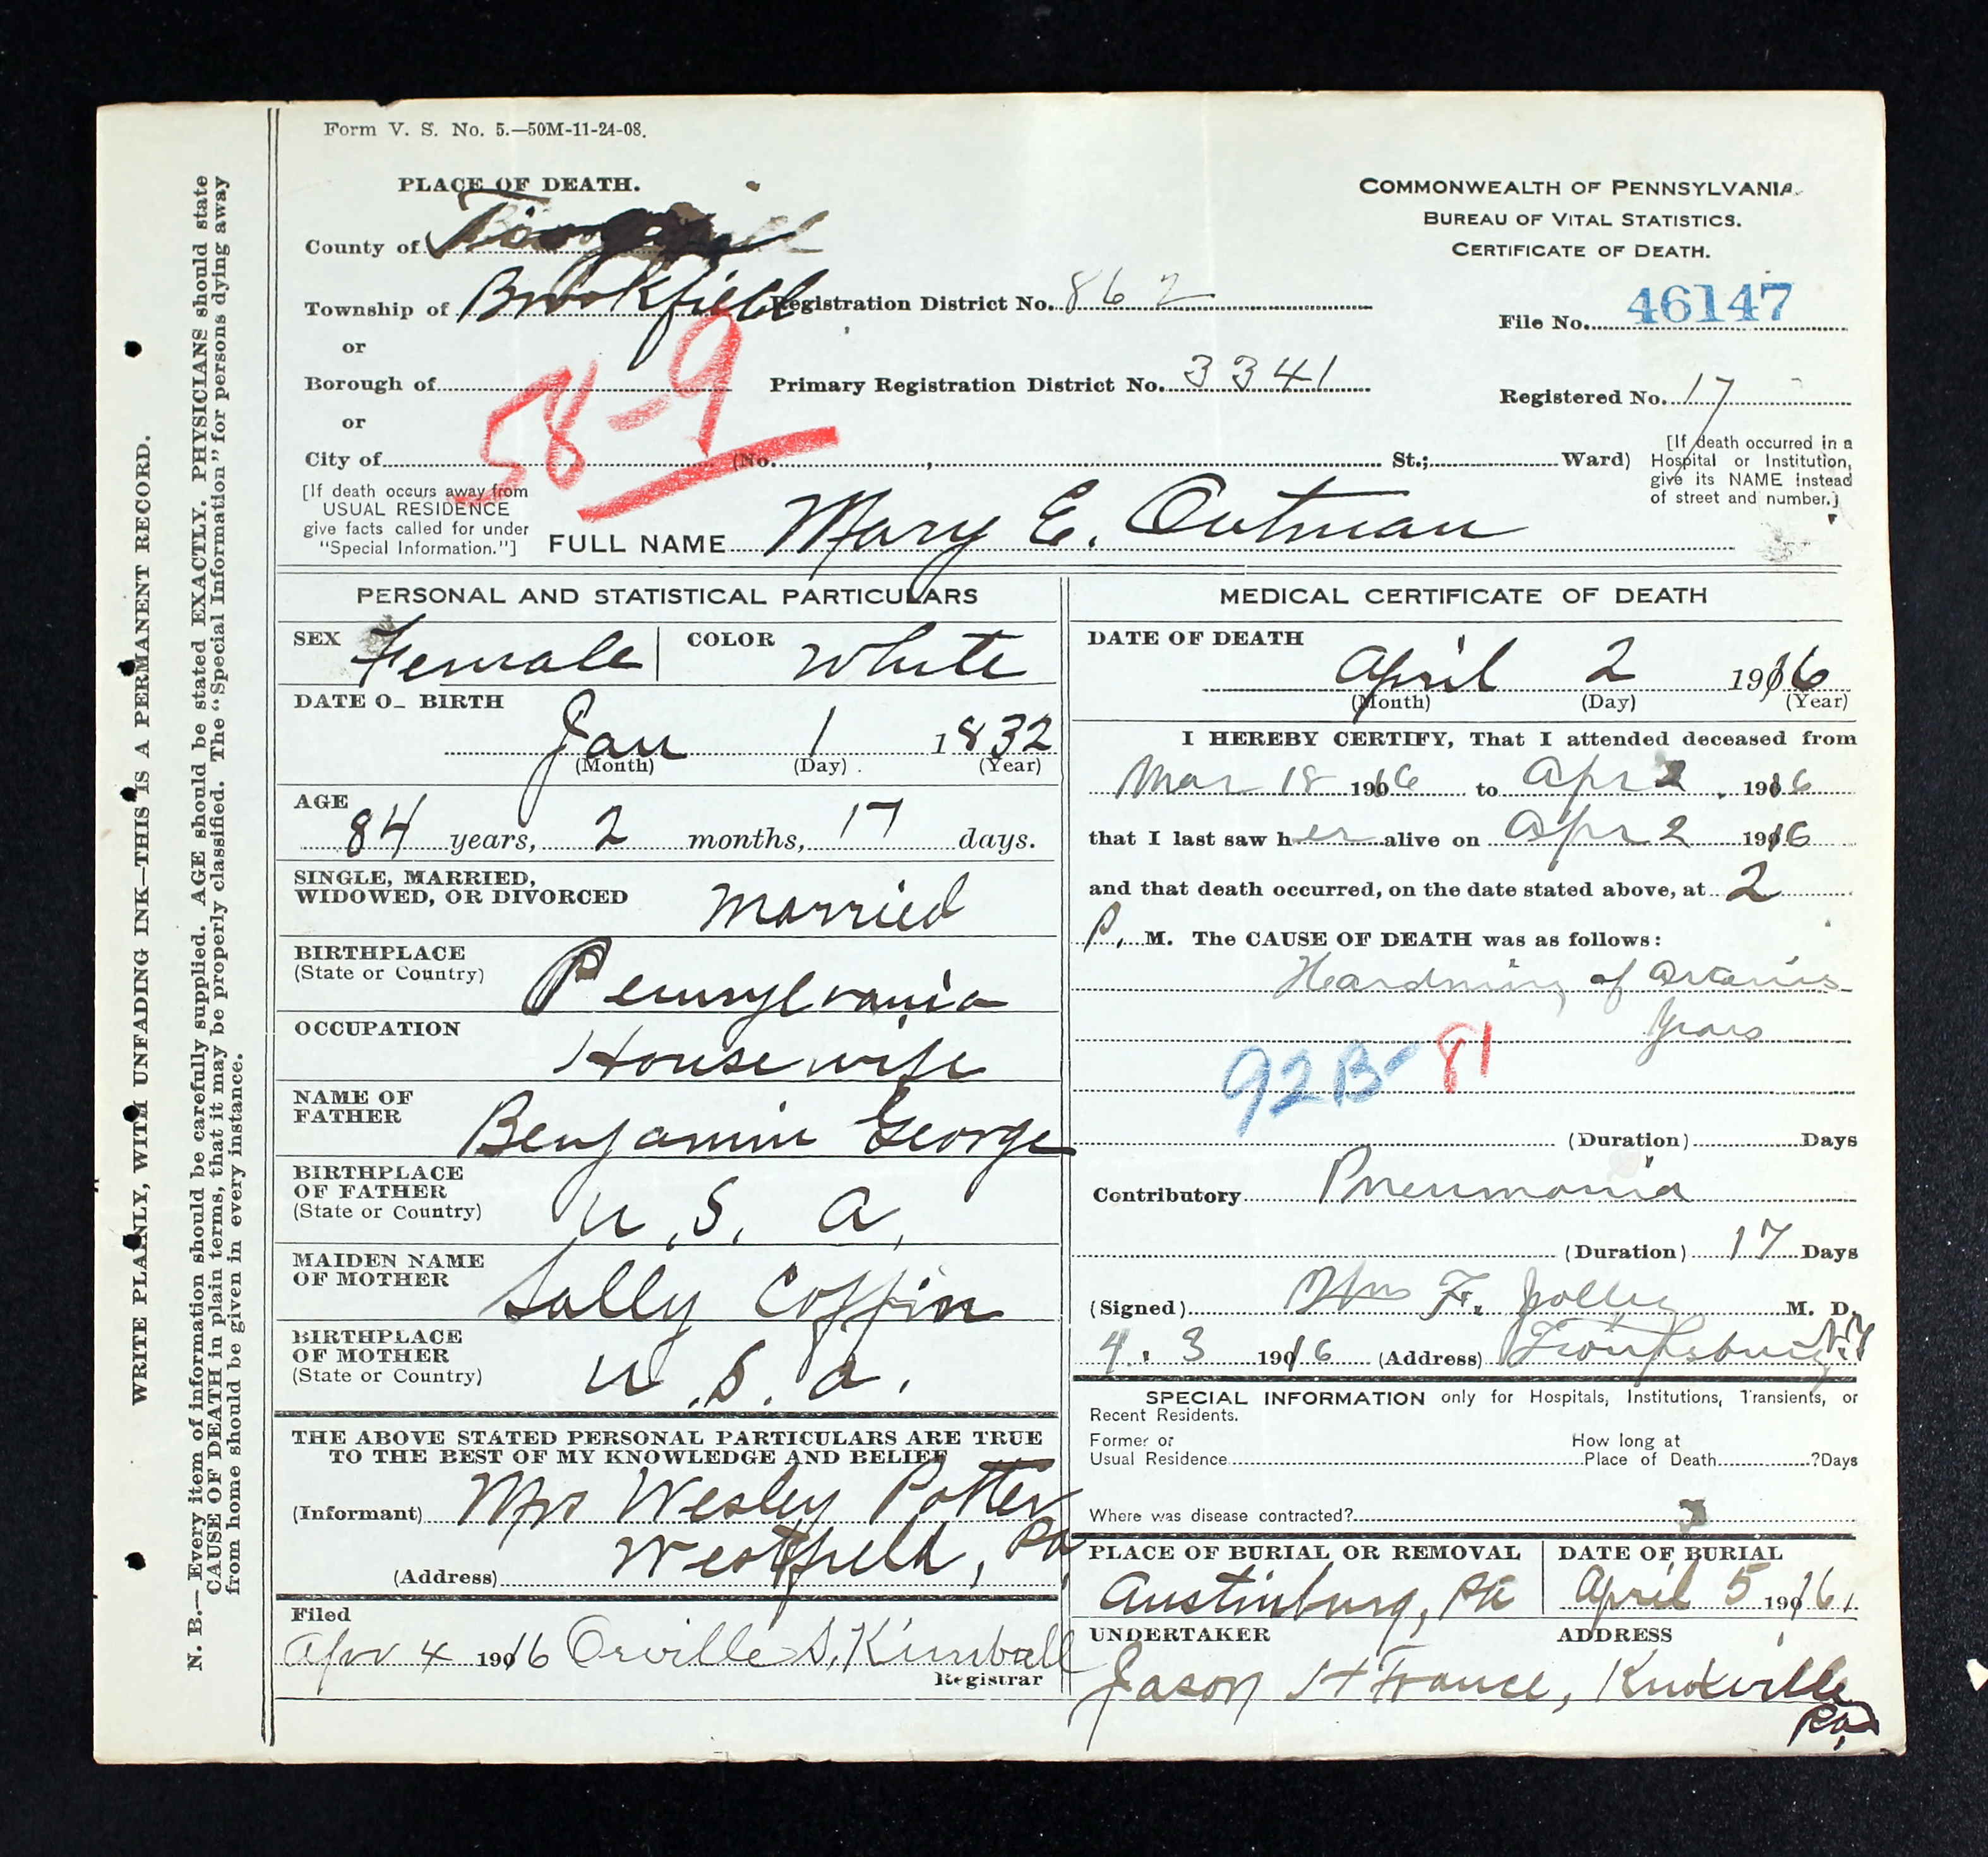 Form V. S. No. 5.—50M-11-24-08.
PLACE OF DEATH.
County of Tioga
Township of Brookfield
or
Borough of
or
City of
58-9
[If death occurs away from
USUAL RESIDENCE
give facts called for under
"Special Information."]
Registration District No. 862
Primary Registration District No. 3341
(No. , St.; Ward)
COMMONWEALTH OF PENNSYLVANIA
BUREAU OF VITAL STATISTICS.
CERTIFICATE OF DEATH.
File No. 46147
Registered No. 17
[If death occurred in a
Hospital or Institution,
give its NAME instead
of street and number.]
FULL NAME Mary E. Outman
PERSONAL AND STATISTICAL PARTICULARS
SEX Female
COLOR White
DATE O_ BIRTH
Jan 1 1832
(Month) (Day) (Year)
AGE
84 years, 2 months, 17 days.
SINGLE, MARRIED,
WIDOWED, OR DIVORCED Married
BIRTHPLACE
(State or Country) Pennsylvania
OCCUPATION
Housewife
NAME OF
FATHER Benjamin George
BIRTHPLACE
OF FATHER
(State or Country) U.S.A.
MAIDEN NAME
OF MOTHER Sally Coffin
BIRTHPLACE
OF MOTHER
(State or Country) U.S.A.
THE ABOVE STATED PERSONAL PARTICULARS ARE TRUE
TO THE BEST OF MY KNOWLEDGE AND BELIEF
(Informant) Mrs Wesley Potter
(Address) Westfield, Pa
Filed
Apr 4 1916 Orville S. Kimball
Registrar
MEDICAL CERTIFICATE OF DEATH
DATE OF DEATH
April 2 1916
(Month) (Day) (Year)
I HEREBY CERTIFY, That I attended deceased from
Mar 18 1916 to Apr 2, 1916
that I last saw her alive on Apr 2 1916
and that death occurred, on the date stated above, at 2
P. M. The CAUSE OF DEATH was as follows:
Hardning of arteries
years
92B- 81
(Duration) Days
Contributory Pneumonia
(Duration) 17 Days
(Signed) Wm F. Jolley M. D.
4. 3 1916 (Address) Troupsburg N.Y
SPECIAL INFORMATION only for Hospitals, Institutions, Transients, or
Recent Residents.
Former or
Usual Residence
How long at
Place of Death ?Days
Where was disease contracted?
PLACE OF BURIAL OR REMOVAL
Austinburg, Pa
DATE OF BURIAL
April 5 1916
UNDERTAKER
ADDRESS
Jason H France, Knoxville
Pa,
WRITE PLAINLY, WITH UNFADING INK—THIS IS A PERMANENT RECORD.
N. B.—Every item of information should be carefully supplied. AGE should be stated EXACTLY. PHYSICIANS should state
CAUSE OF DEATH in plain terms, that it may be properly classified. The "Special Information" for persons dying away
from home should be given in every instance.